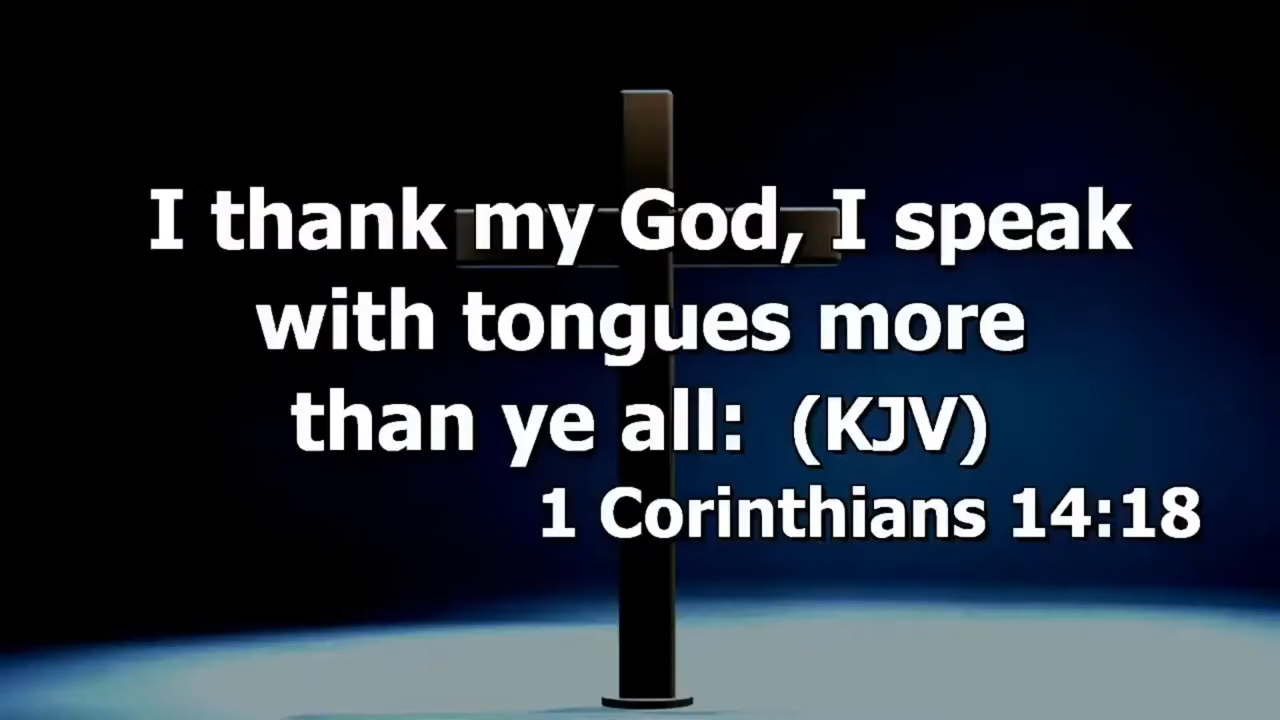 I thank my God, I speak
with tongues more
than ye all:  (KJV)
1 Corinthians 14:18